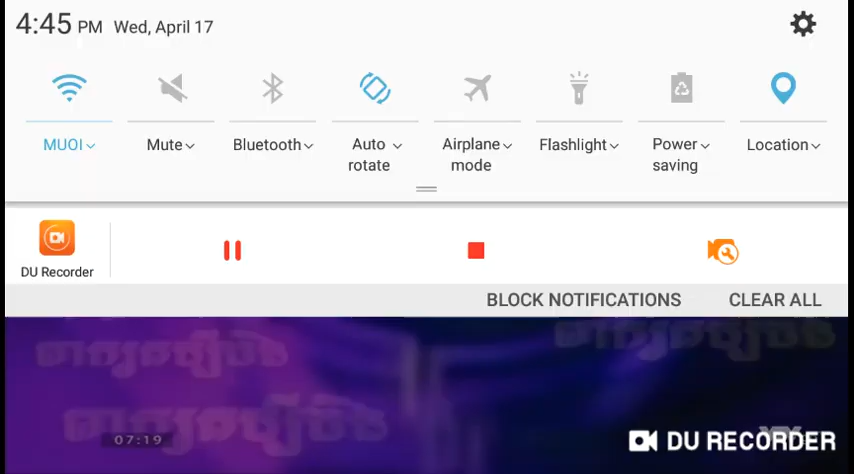 4:45 PM Wed, April 17
MUOI
Mute
Bluetooth
Auto rotate
Airplane mode
Flashlight
Power saving
Location
DU Recorder
BLOCK NOTIFICATIONS CLEAR ALL
07:19
DU RECORDER